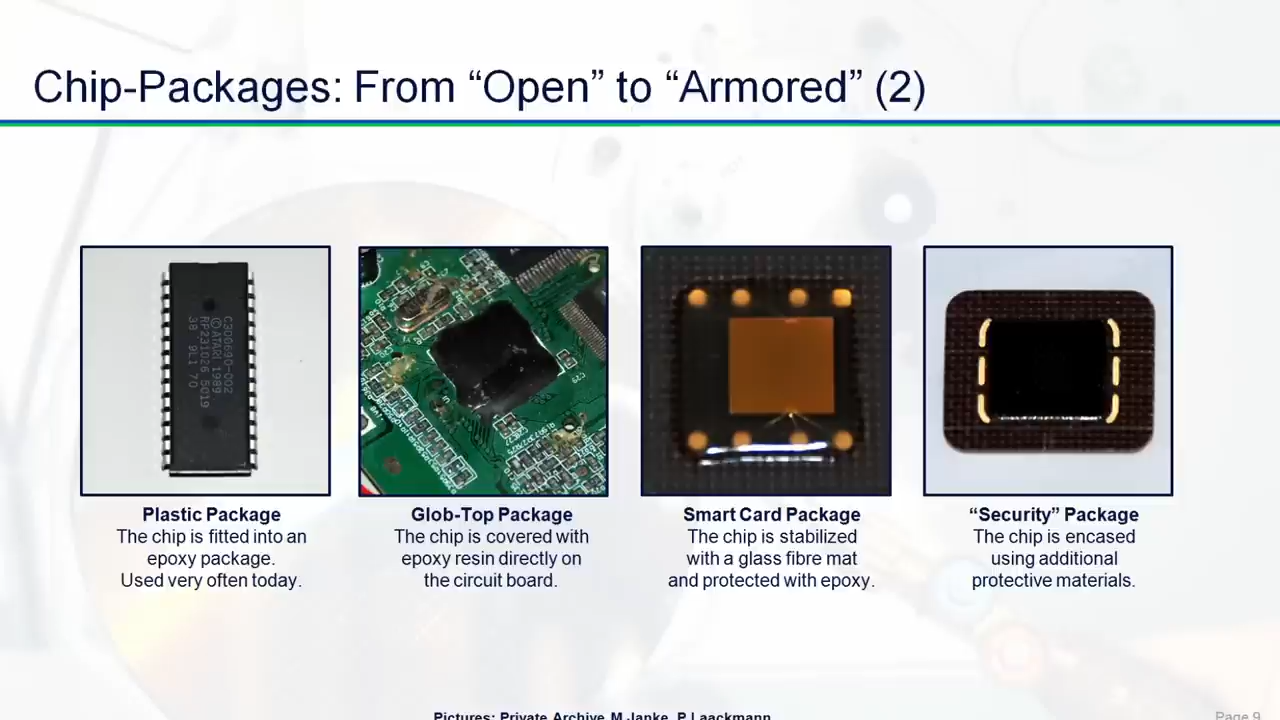 Chip-Packages: From “Open” to “Armored” (2)
C300690-002
©ATARI 1989
RP231026 5019
38 9L1 70
Plastic Package
The chip is fitted into an
epoxy package.
Used very often today.
Glob-Top Package
The chip is covered with
epoxy resin directly on
the circuit board.
Smart Card Package
The chip is stabilized
with a glass fibre mat
and protected with epoxy.
“Security” Package
The chip is encased
using additional
protective materials.
Pictures: Private Archive, M.Janke, P.Laackmann
Page 9